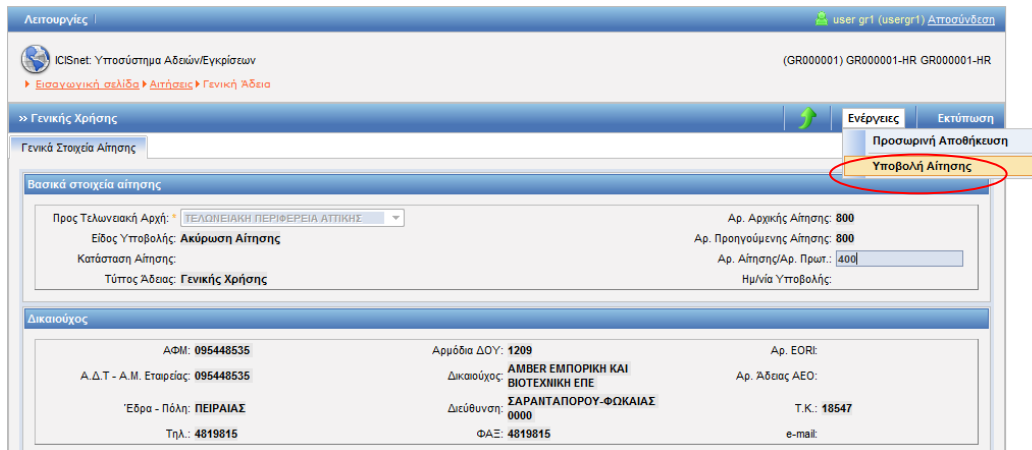 Λειτουργίες
user gr1 (usergr1) Αποσύνδεση
ICISnet: Υποσύστημα Αδειών/Εγκρίσεων
(GR000001) GR000001-HR GR000001-HR
Εισαγωγική σελίδα Αιτήσεις Γενική Άδεια
» Γενικής Χρήσης
Ενέργειες
Εκτύπωση
Προσωρινή Αποθήκευση
Υποβολή Αίτησης
Γενικά Στοιχεία Αίτησης
Βασικά στοιχεία αίτησης
Προς Τελωνειακή Αρχή: * ΤΕΛΩΝΕΙΑΚΗ ΠΕΡΙΦΕΡΕΙΑ ΑΤΤΙΚΗΣ
Αρ. Αρχικής Αίτησης: 800
Είδος Υποβολής: Ακύρωση Αίτησης
Αρ. Προηγούμενης Αίτησης: 800
Κατάσταση Αίτησης:
Αρ. Αίτησης/Αρ. Πρωτ.: 400
Τύπος Άδειας: Γενικής Χρήσης
Ημ/νία Υποβολής:
Δικαιούχος
ΑΦΜ: 095448535
Αρμόδια ΔΟΥ: 1209
Αρ. EORI:
Α.Δ.Τ - Α.Μ. Εταιρείας: 095448535
Δικαιούχος: AMBER ΕΜΠΟΡΙΚΗ ΚΑΙ
ΒΙΟΤΕΧΝΙΚΗ ΕΠΕ
Αρ. Άδειας ΑΕΟ:
Έδρα - Πόλη: ΠΕΙΡΑΙΑΣ
Διεύθυνση: ΣΑΡΑΝΤΑΠΟΡΟΥ-ΦΩΚΑΙΑΣ
0000
Τ.Κ.: 18547
Τηλ.: 4819815
ΦΑΞ: 4819815
e-mail: